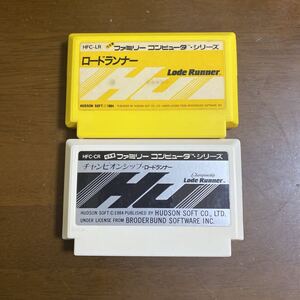 HFC-LR ファミリーコンピュータ・シリーズ
ロードランナー
Lode Runner
HUDSON SOFT © 1984
HFC-CR ファミリーコンピュータ・シリーズ
チャンピオンシップ・ロードランナー
Championship
Lode Runner
HUDSON SOFT © 1984 PUBLISHED BY HUDSON SOFT CO., LTD.
UNDER LICENSE FROM BRODERBUND SOFTWARE INC.